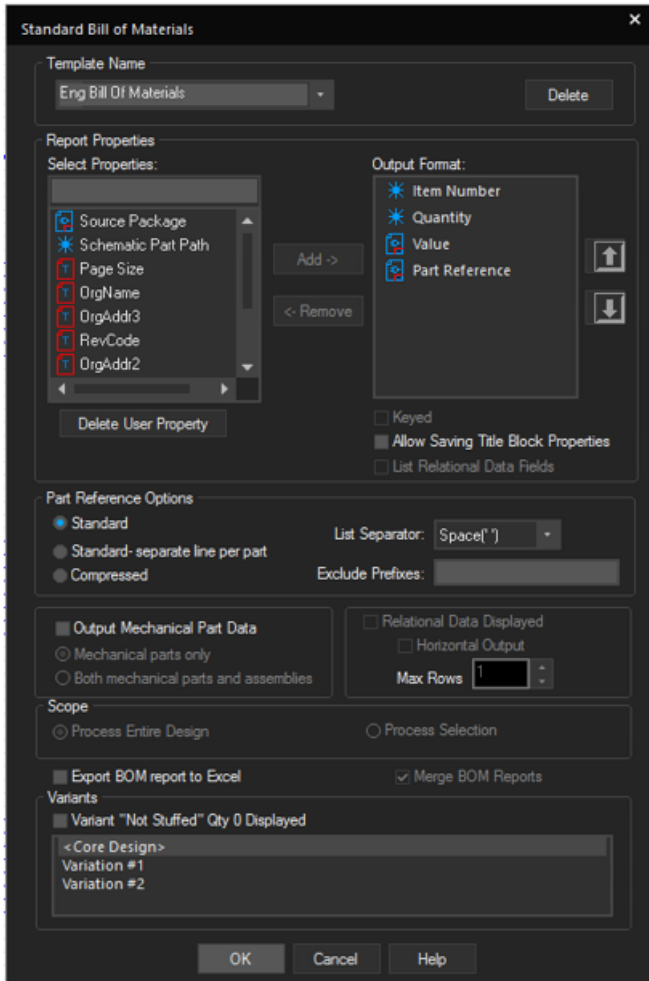 Standard Bill of Materials
Template Name
Eng Bill Of Materials
Delete
Report Properties
Select Properties:
Output Format:
Source Package
Schematic Part Path
Page Size
OrgName
OrgAddr3
RevCode
OrgAddr2
Add ->
<- Remove
Item Number
Quantity
Value
Part Reference
Delete User Property
Keyed
Allow Saving Title Block Properties
List Relational Data Fields
Part Reference Options
Standard
Standard- separate line per part
Compressed
List Separator: Space(' ')
Exclude Prefixes:
Output Mechanical Part Data
Mechanical parts only
Both mechanical parts and assemblies
Relational Data Displayed
Horizontal Output
Max Rows 1
Scope
Process Entire Design
Process Selection
Export BOM report to Excel
Merge BOM Reports
Variants
Variant "Not Stuffed" Qty 0 Displayed
<Core Design>
Variation #1
Variation #2
OK
Cancel
Help